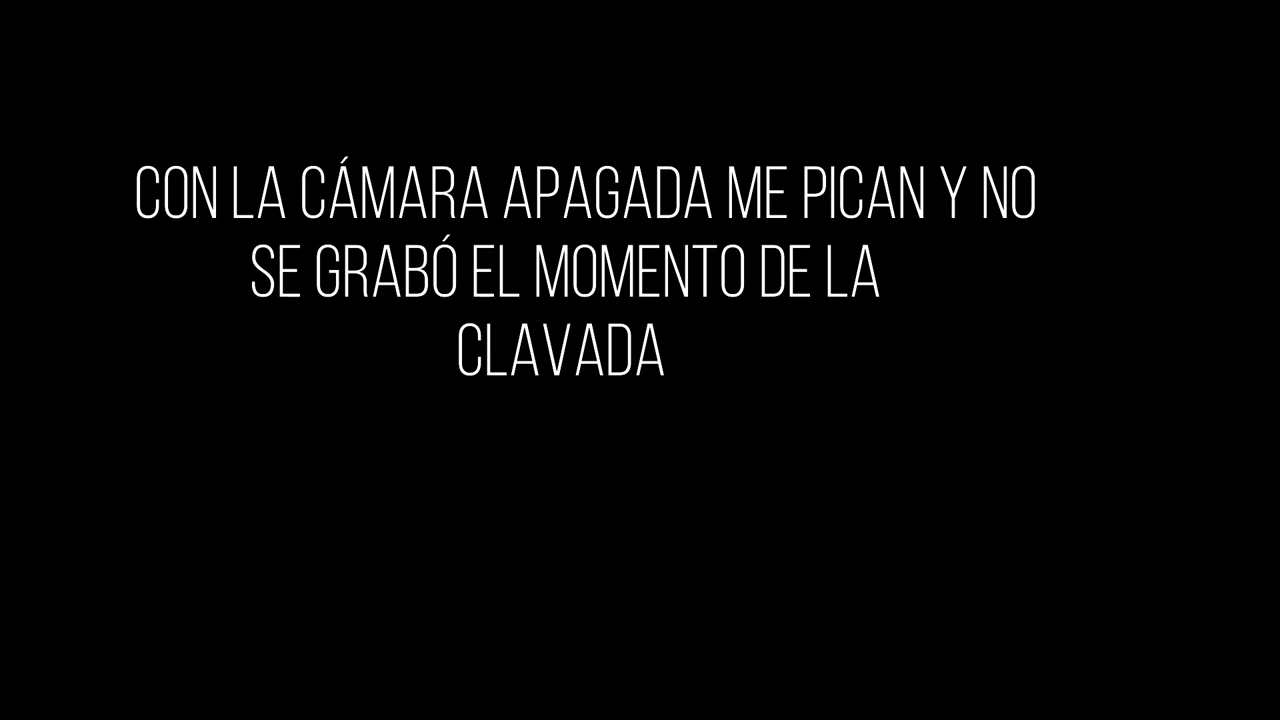 CON LA CÁMARA APAGADA ME PICAN Y NO
SE GRABÓ EL MOMENTO DE LA
CLAVADA